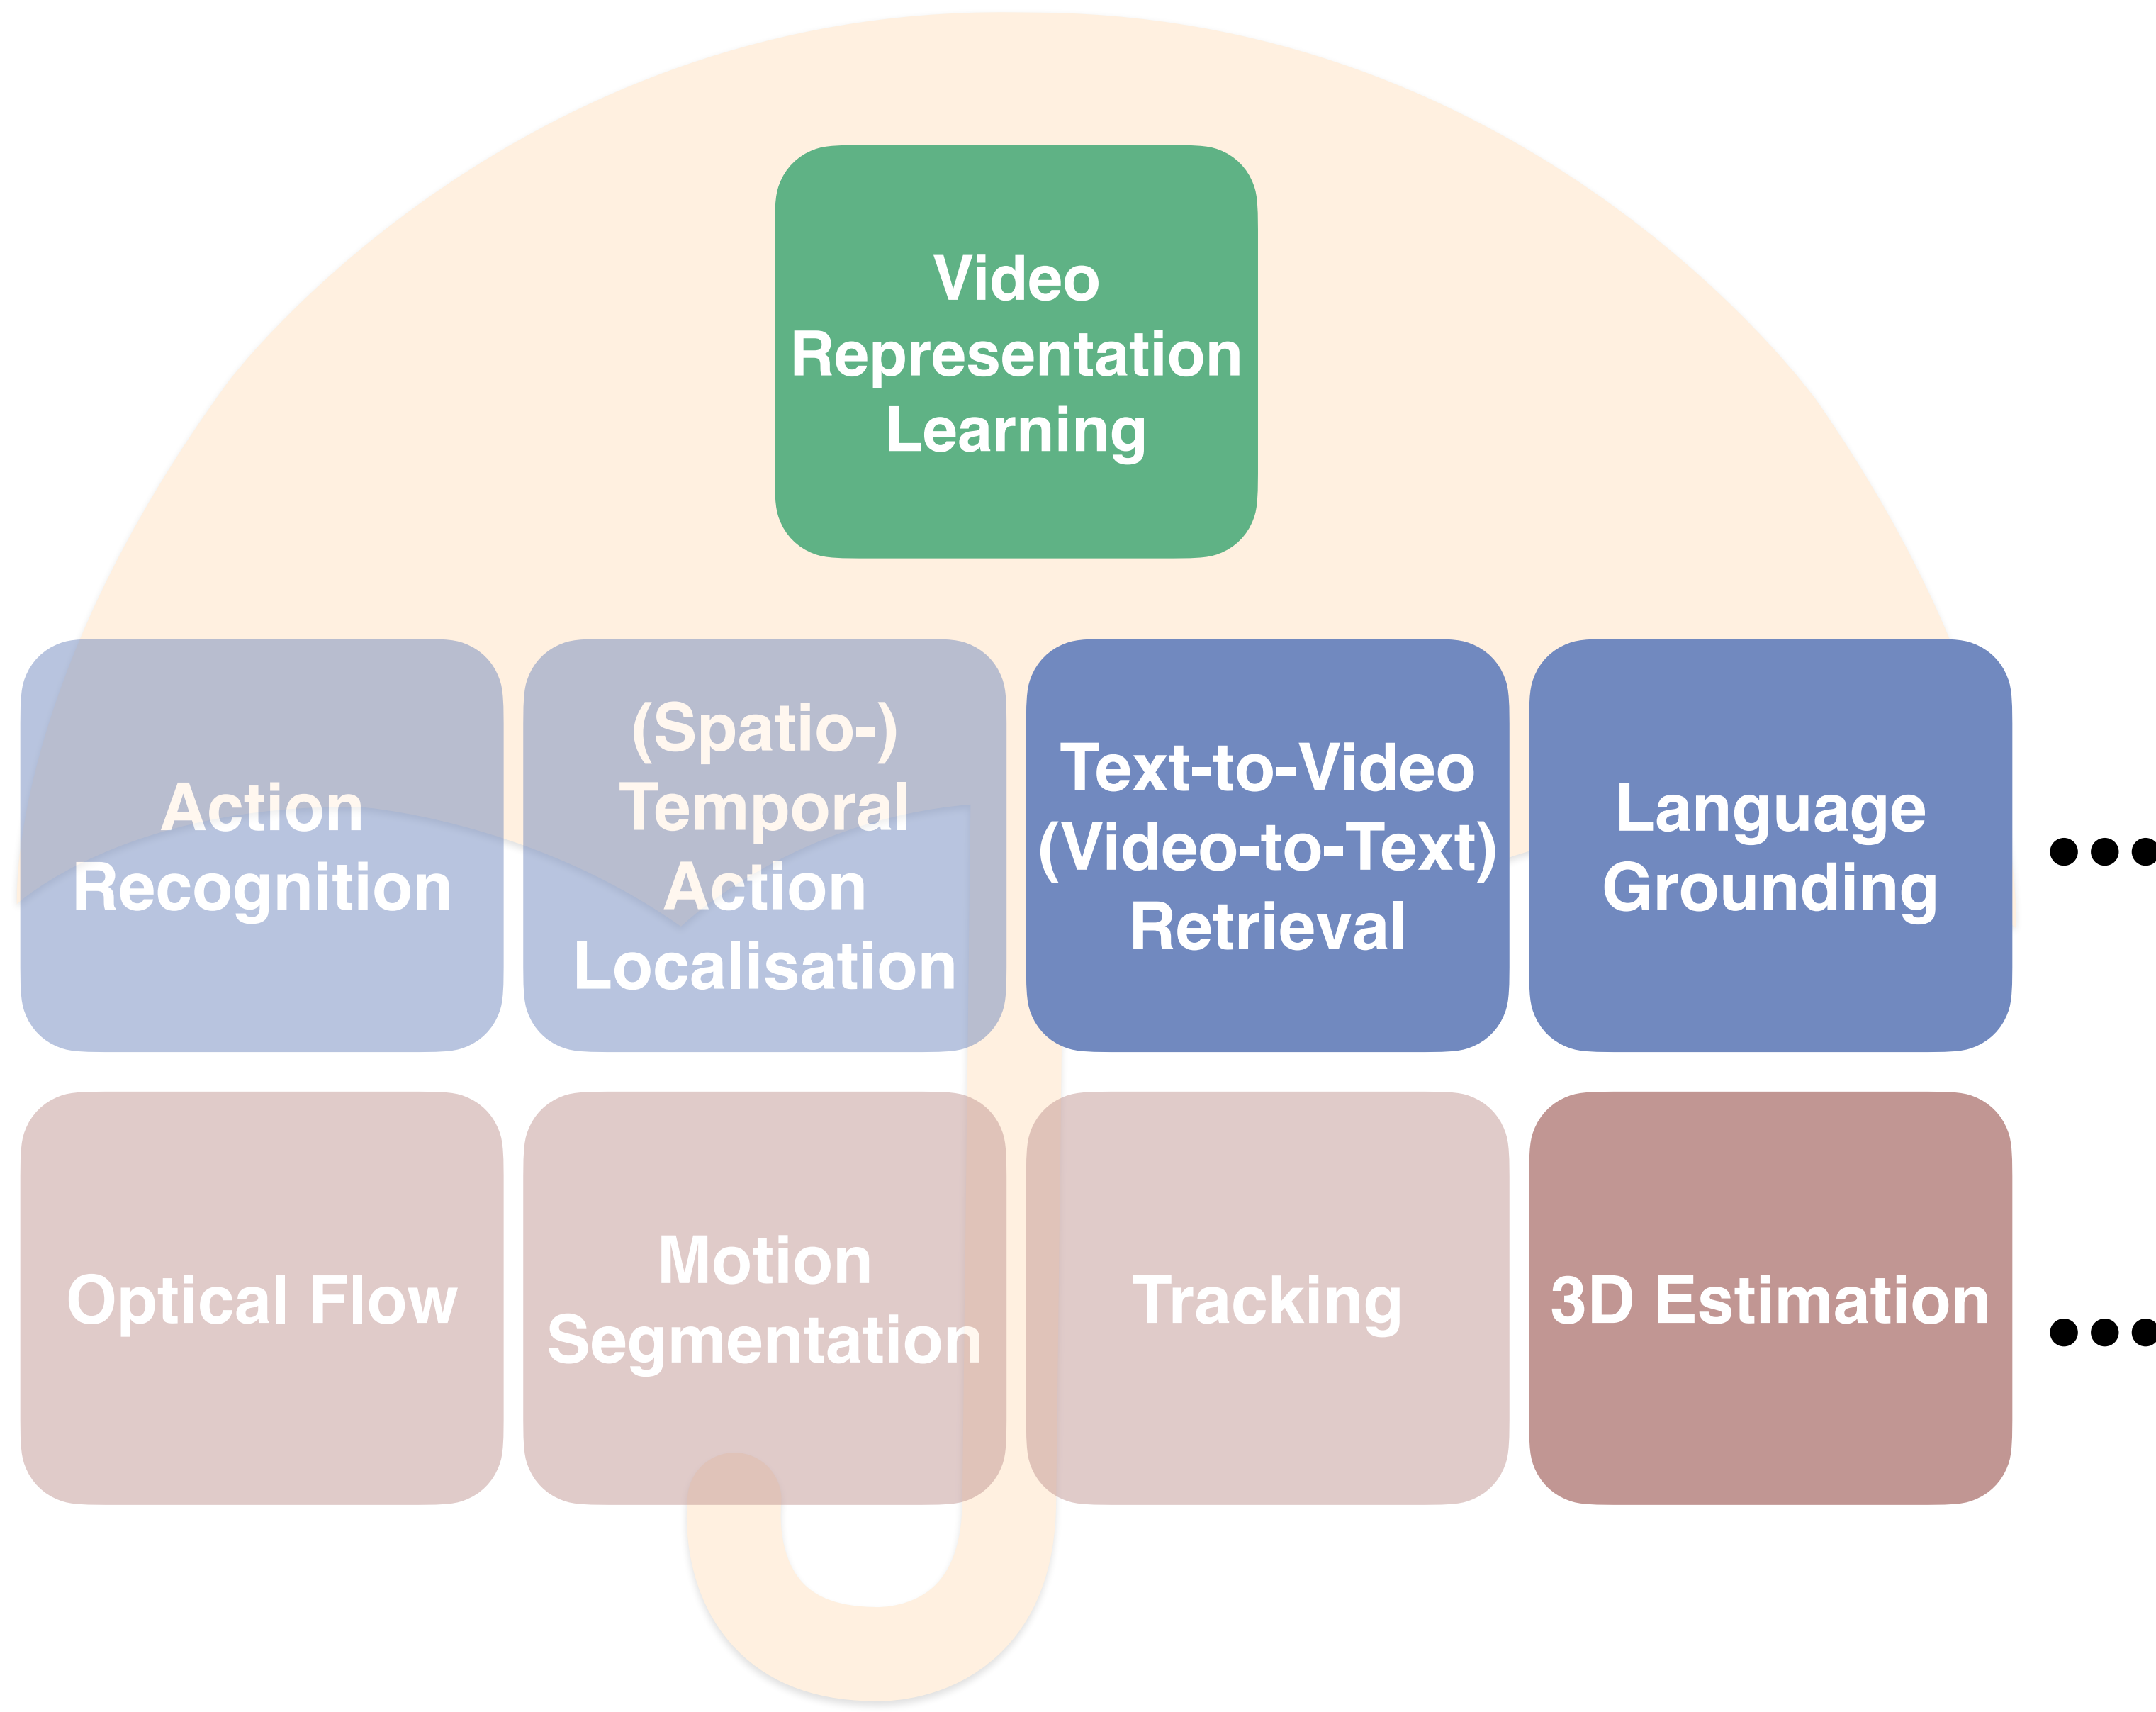 Video
Representation
Learning
Action
Recognition
(Spatio-)
Temporal
Action
Localisation
Text-to-Video
(Video-to-Text)
Retrieval
Language
Grounding
•••
Optical Flow
Motion
Segmentation
Tracking
3D Estimation
•••